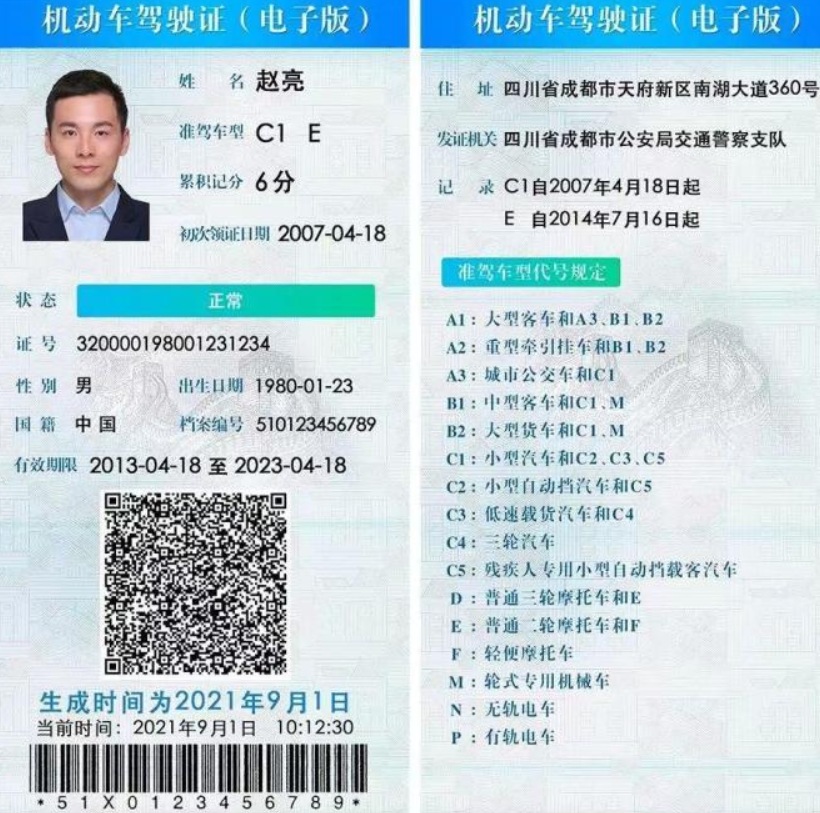 机动车驾驶证（电子版）
姓 名 赵亮
准驾车型 C1 E
累积记分 6分
初次领证日期 2007-04-18
状态 正常
证号 320000198001231234
性别 男 出生日期 1980-01-23
国籍 中国 档案编号 510123456789
有效期限 2013-04-18 至 2023-04-18
生成时间为2021年9月1日
当前时间：2021年9月1日 10:12:30
*51X0123456789*
机动车驾驶证（电子版）
住 址 四川省成都市天府新区南湖大道360号
发证机关 四川省成都市公安局交通警察支队
记 录 C1自2007年4月18日起
E 自2014年7月16日起
准驾车型代号规定
A1：大型客车和A3、B1、B2
A2：重型牵引挂车和B1、B2
A3：城市公交车和C1
B1：中型客车和C1、M
B2：大型货车和C1、M
C1：小型汽车和C2、C3、C5
C2：小型自动挡汽车和C5
C3：低速载货汽车和C4
C4：三轮汽车
C5：残疾人专用小型自动挡载客汽车
D：普通三轮摩托车和E
E：普通二轮摩托车和F
F：轻便摩托车
M：轮式专用机械车
N：无轨电车
P：有轨电车